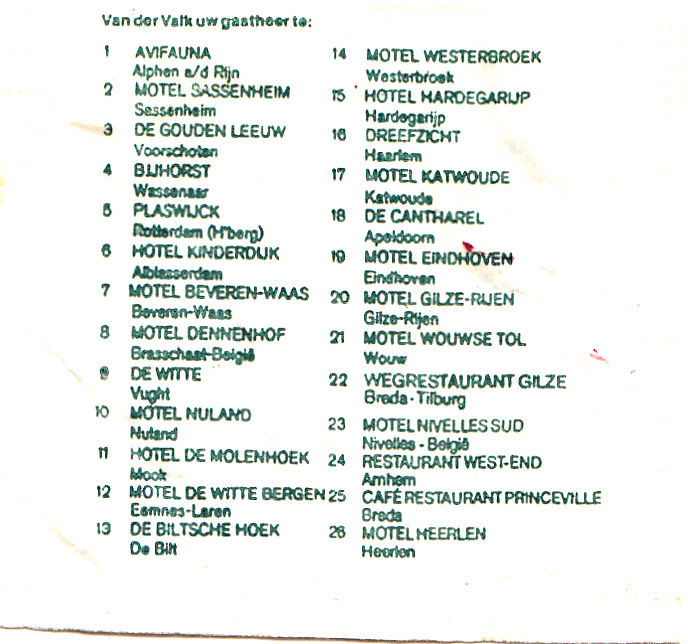 Van der Valk uw gastheer te:
1 AVIFAUNA
Alphen a/d Rijn
2 MOTEL SASSENHEIM
Sassenheim
3 DE GOUDEN LEEUW
Voorschoten
4 BIJHORST
Wassenaar
5 PLASWIJCK
Rotterdam (H'berg)
6 HOTEL KINDERDIJK
Alblasserdam
7 MOTEL BEVEREN-WAAS
Beveren-Waas
8 MOTEL DENNENHOF
Brasschaat-België
9 DE WITTE
Vught
10 MOTEL NULAND
Nuland
11 HOTEL DE MOLENHOEK
Mook
12 MOTEL DE WITTE BERGEN
Eemnes-Laren
13 DE BILTSCHE HOEK
De Bilt
14 MOTEL WESTERBROEK
Westerbroek
15 HOTEL HARDEGARIJP
Hardegarijp
16 DREEFZICHT
Haarlem
17 MOTEL KATWOUDE
Katwoude
18 DE CANTHAREL
Apeldoorn
19 MOTEL EINDHOVEN
Eindhoven
20 MOTEL GILZE-RIJEN
Gilze-Rijen
21 MOTEL WOUWSE TOL
Wouw
22 WEGRESTAURANT GILZE
Breda-Tilburg
23 MOTEL NIVELLES SUD
Nivelles - België
24 RESTAURANT WEST-END
Arnhem
25 CAFÉ RESTAURANT PRINCEVILLE
Breda
26 MOTEL HEERLEN
Heerlen